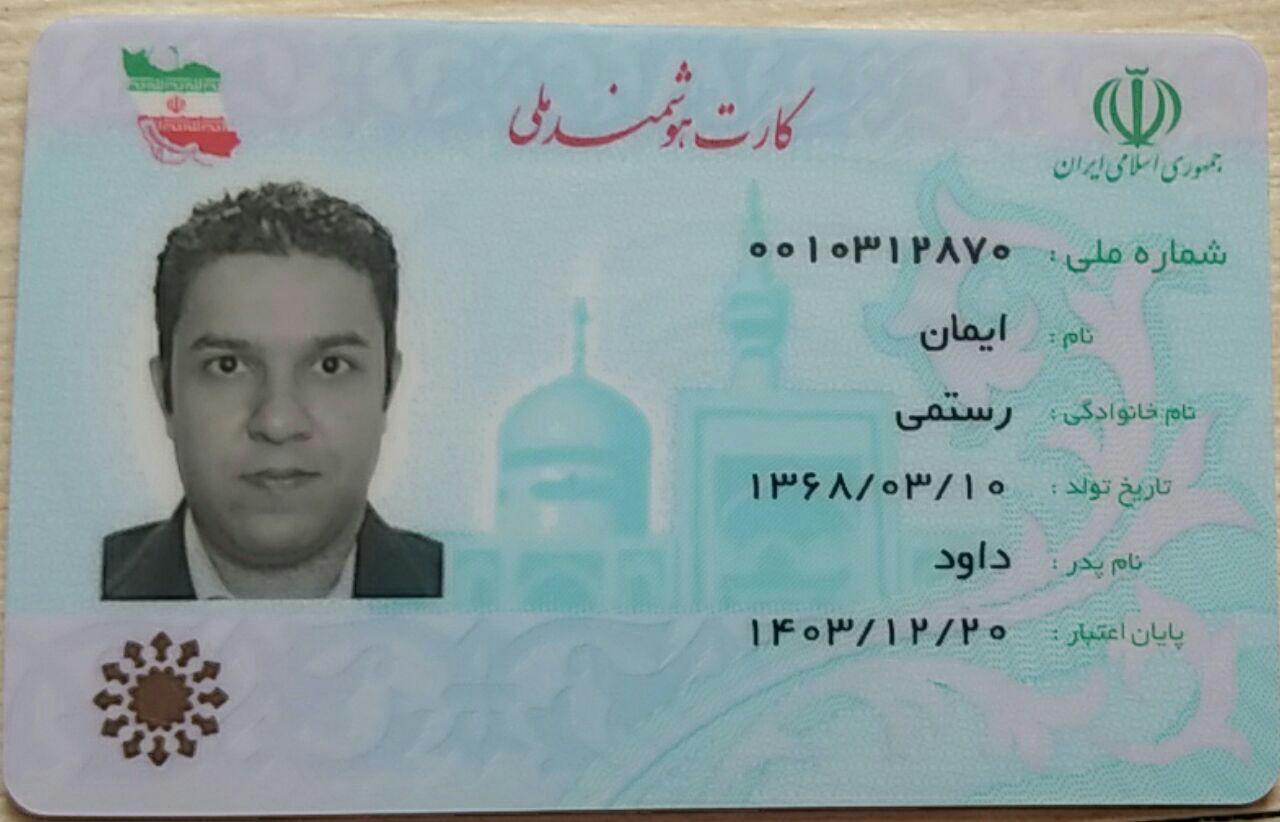 جمهوری اسلامی ایران
کارت هوشمند ملی
شماره ملی : ۰۰۱۰۳۱۲۸۷۰
نام : ایمان
نام خانوادگی : رستمی
تاریخ تولد : ۱۳۶۸/۰۳/۱۰
نام پدر : داود
پایان اعتبار : ۱۴۰۳/۱۲/۲۰